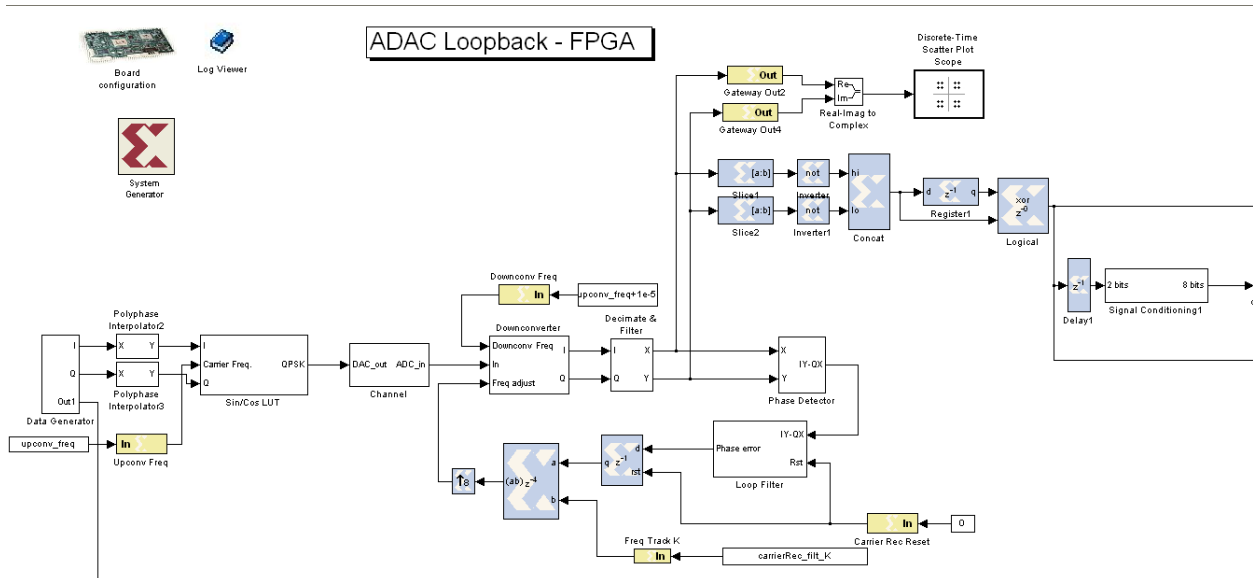 ADAC Loopback - FPGA
Board
configuration
Log Viewer
System
Generator
Discrete-Time
Scatter Plot
Scope
Out
Gateway Out2
Out
Gateway Out4
Re
Im
Real-Imag to
Complex
[a:b]
Slice1
not
Inverter
[a:b]
Slice2
not
Inverter1
hi
lo
Concat
d
z-1
q
Register1
xor
z-0
Logical
z-1
Delay1
2 bits
8 bits
Signal Conditioning1
Downconv Freq
In
upconv_freq+1e-5
Polyphase
Interpolator2
X
Y
X
Y
Polyphase
Interpolator3
I
Q
Out1
Data Generator
upconv_freq
In
Upconv Freq
I
Carrier Freq.
Q
QPSK
Sin/Cos LUT
DAC_out
ADC_in
Channel
Downconverter
Downconv Freq
In
Freq adjust
I
Q
Decimate &
Filter
I
Q
X
Y
X
Y
IY-QX
Phase Detector
IY-QX
Phase error
Rst
Loop Filter
d
q z-1
rst
a
(ab) z-4
b
↑8
Freq Track K
In
carrierRec_filt_K
In
Carrier Rec Reset
0